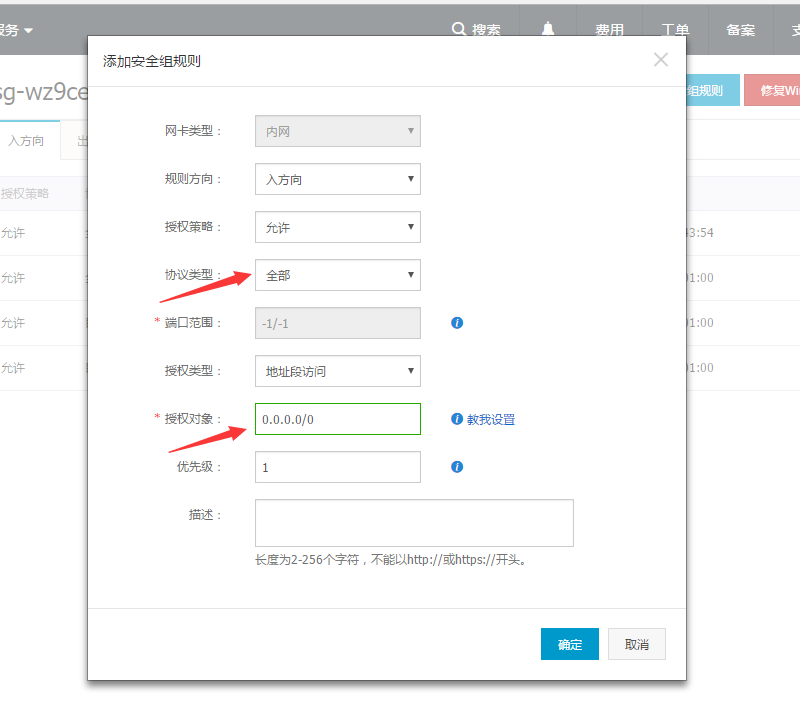 服务 搜索 费用 工单 备案 支
添加安全组规则
sg-wz9ce 组规则 修复Win
网卡类型： 内网
入方向 出
规则方向： 入方向
授权策略
授权策略： 允许
允许 43:54
协议类型： 全部
允许 01:00
* 端口范围： -1/-1
允许 01:00
授权类型： 地址段访问
允许 01:00
* 授权对象： 0.0.0.0/0 教我设置
优先级： 1
描述：
长度为2-256个字符，不能以http://或https://开头。
确定 取消